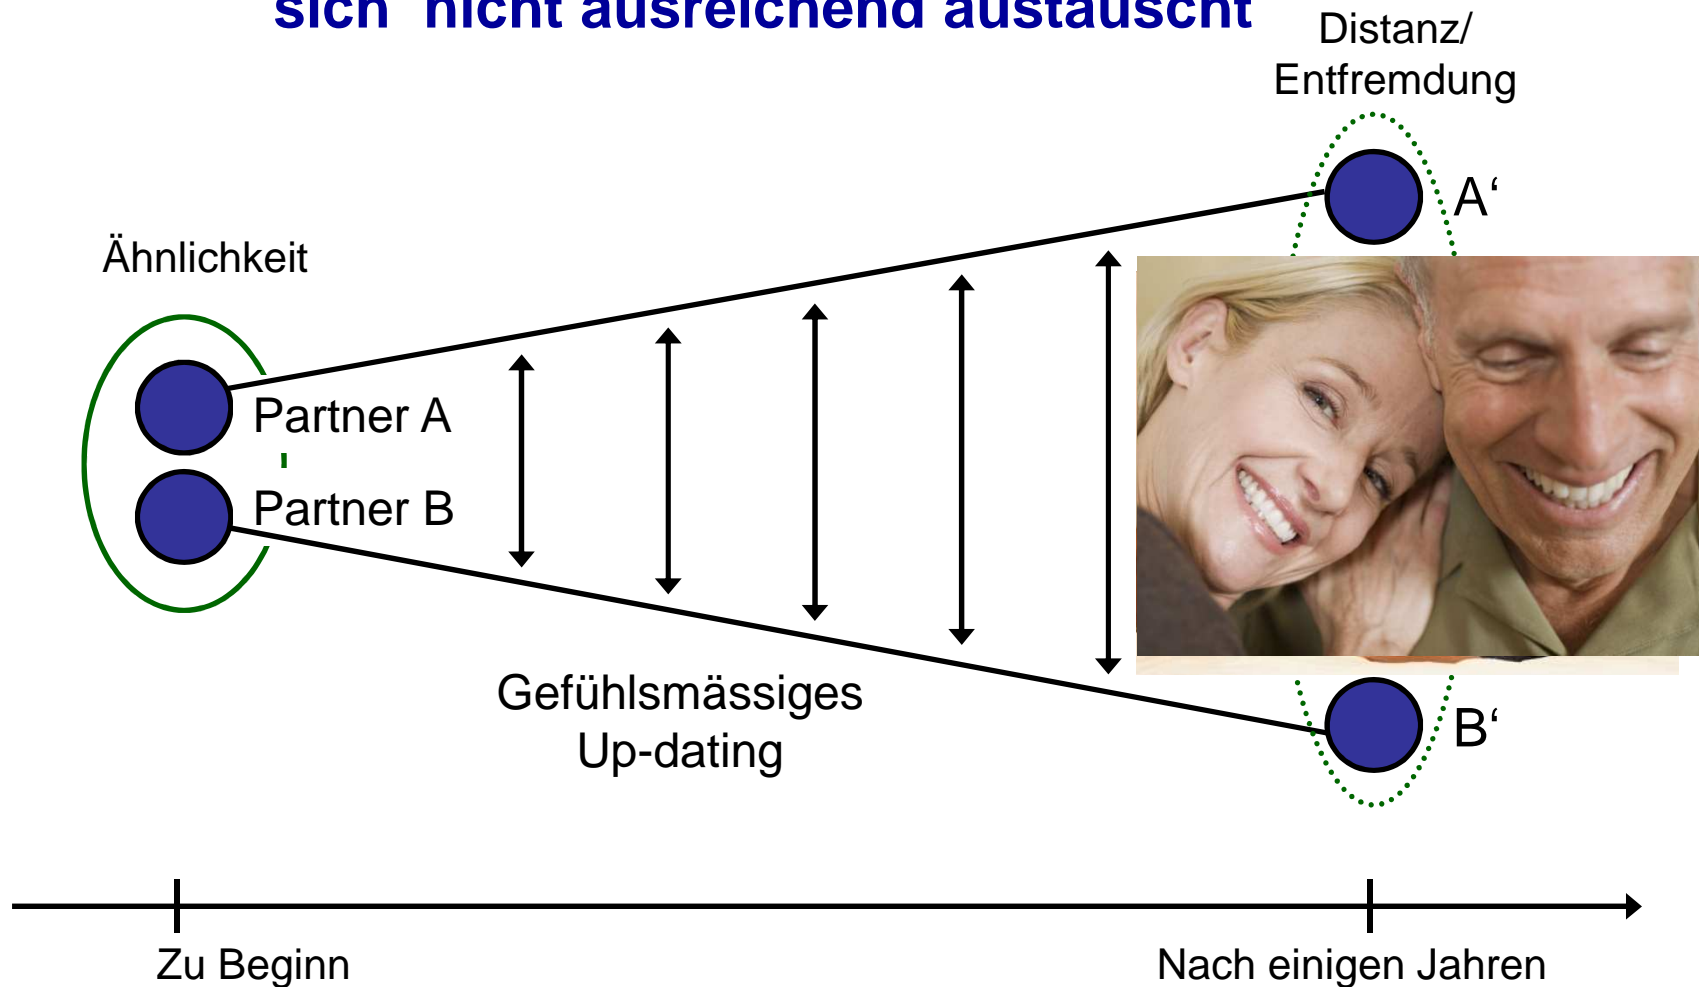 sich nicht ausreichend austauscht
Distanz/
Entfremdung
A‘
Ähnlichkeit
Partner A
Partner B
Gefühlsmässiges
Up-dating
B‘
Zu Beginn
Nach einigen Jahren